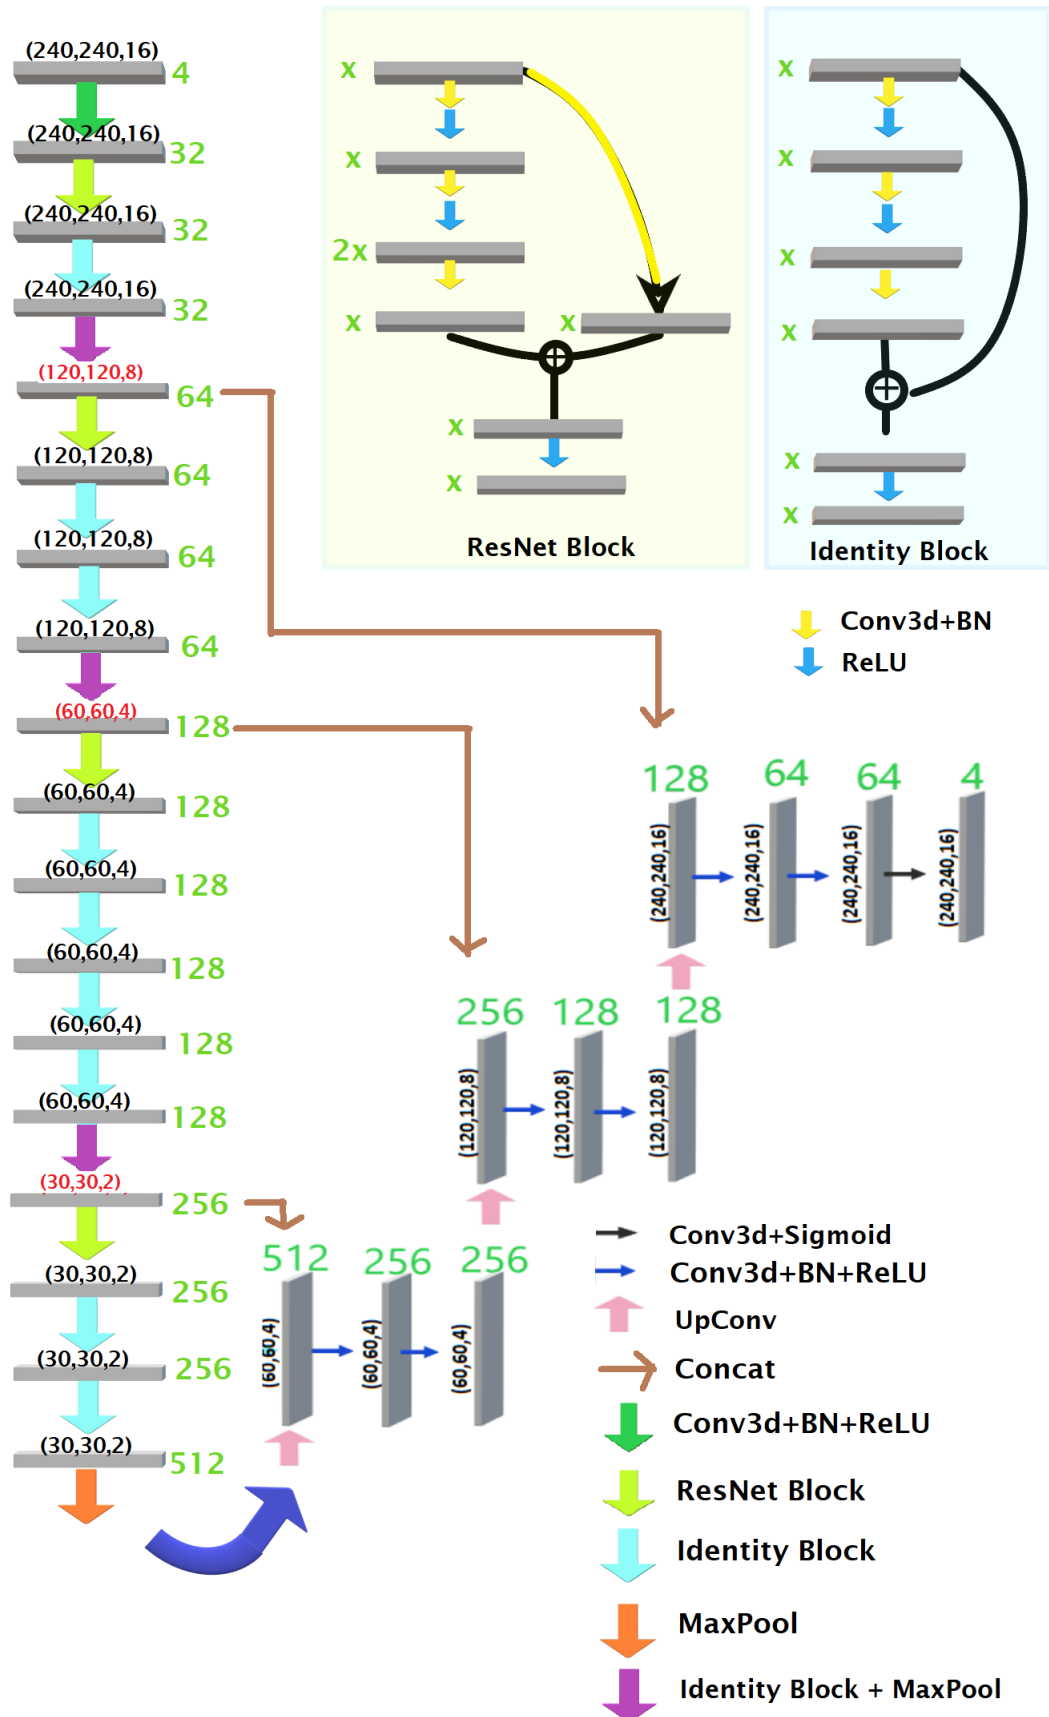 (240,240,16)
4
(240,240,16)
32
(240,240,16)
32
(240,240,16)
32
(120,120,8)
64
(120,120,8)
64
(120,120,8)
64
(120,120,8)
64
(60,60,4)
128
(60,60,4)
128
(60,60,4)
128
(60,60,4)
128
(60,60,4)
128
(60,60,4)
128
(30,30,2)
256
(30,30,2)
256
(30,30,2)
256
(30,30,2)
512
x
x
2x
x
x
x
x
ResNet Block
x
x
x
x
x
x
Identity Block
Conv3d+BN
ReLU
128
64
64
4
(240,240,16)
(240,240,16)
(240,240,16)
(240,240,16)
256
128
128
(120,120,8)
(120,120,8)
(120,120,8)
512
256
256
(60,60,4)
(60,60,4)
(60,60,4)
Conv3d+Sigmoid
Conv3d+BN+ReLU
UpConv
Concat
Conv3d+BN+ReLU
ResNet Block
Identity Block
MaxPool
Identity Block + MaxPool